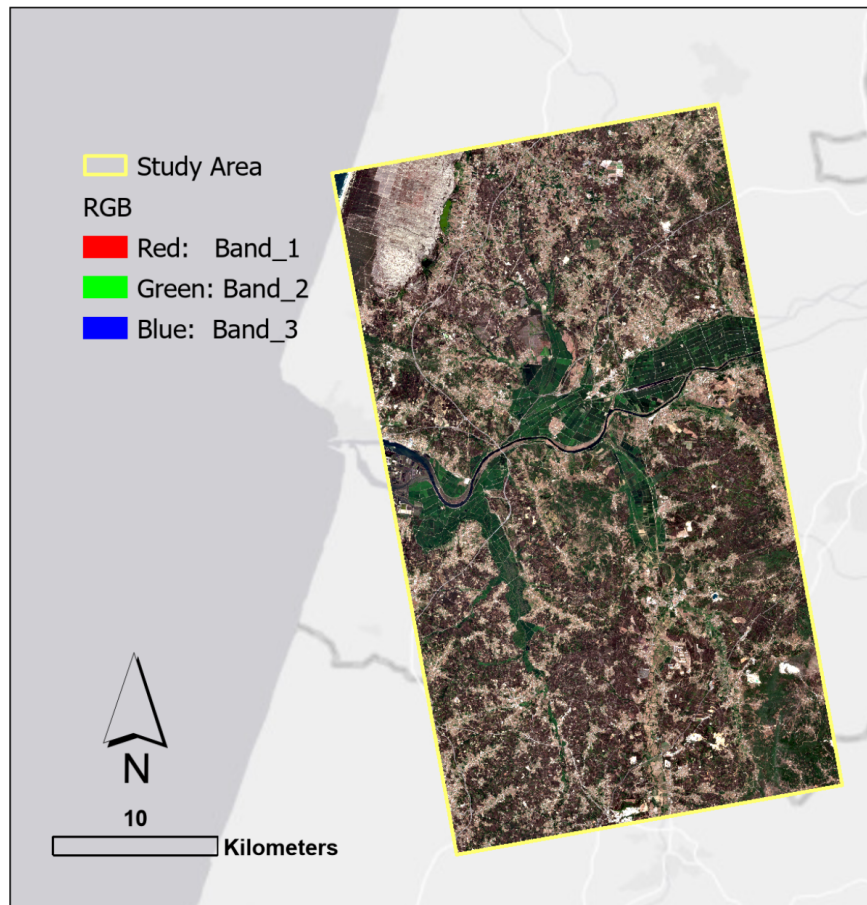 Study Area
RGB
Red: Band_1
Green: Band_2
Blue: Band_3
N
10
Kilometers